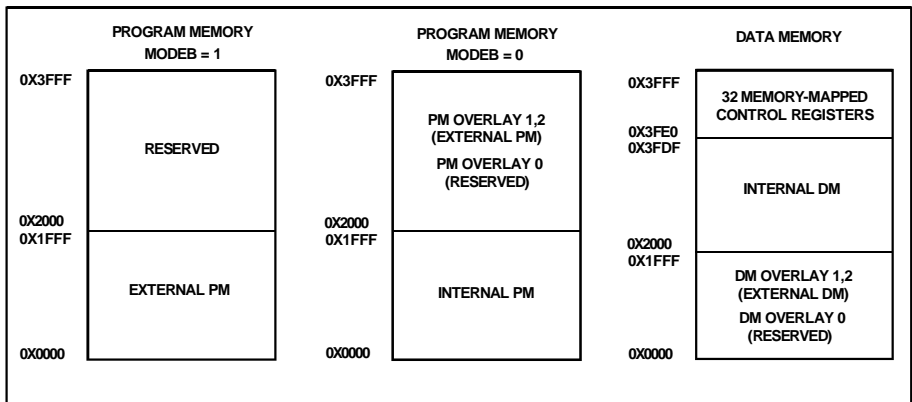 PROGRAM MEMORY
MODEB = 1
0X3FFF
RESERVED
0X2000
0X1FFF
EXTERNAL PM
0X0000
PROGRAM MEMORY
MODEB = 0
0X3FFF
PM OVERLAY 1,2
(EXTERNAL PM)
PM OVERLAY 0
(RESERVED)
0X2000
0X1FFF
INTERNAL PM
0X0000
DATA MEMORY
0X3FFF
32 MEMORY-MAPPED
CONTROL REGISTERS
0X3FE0
0X3FDF
INTERNAL DM
0X2000
0X1FFF
DM OVERLAY 1,2
(EXTERNAL DM)
DM OVERLAY 0
(RESERVED)
0X0000